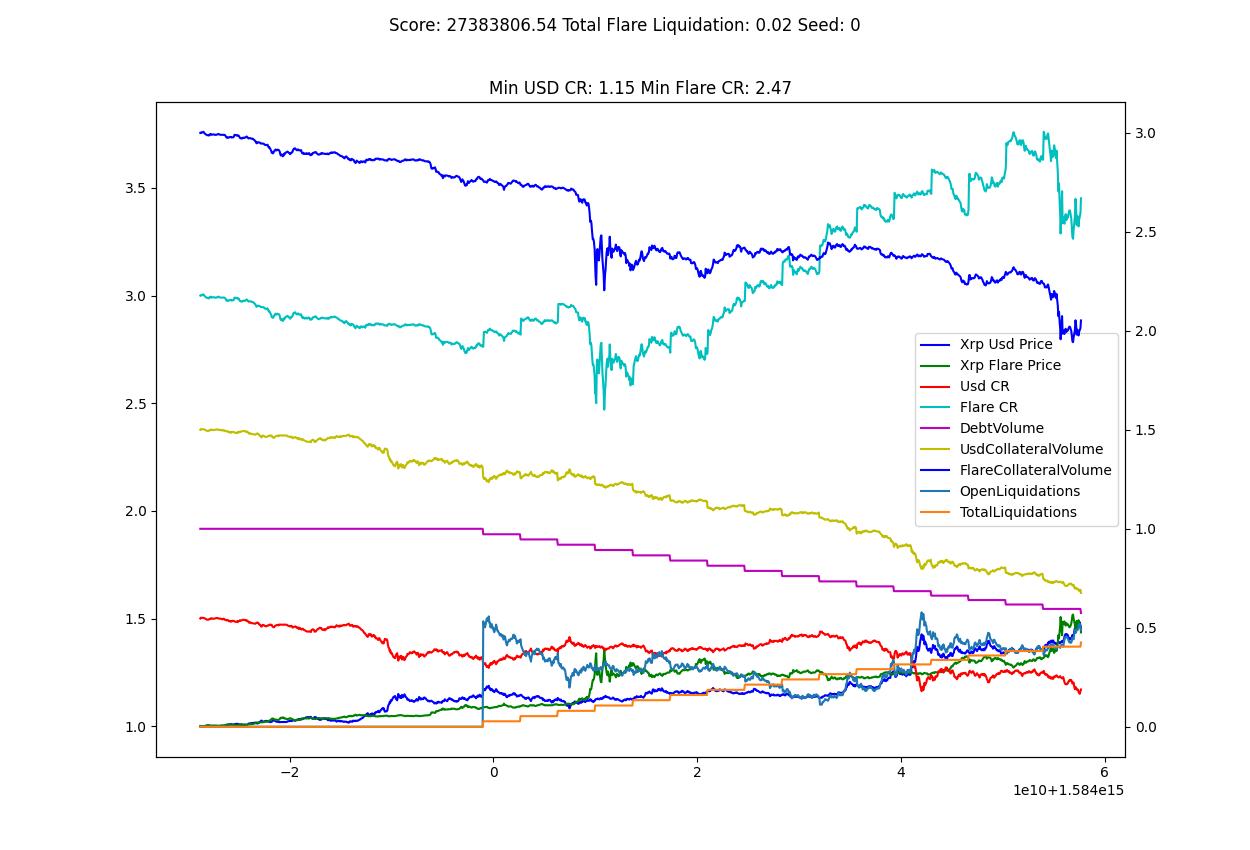 Score: 27383806.54 Total Flare Liquidation: 0.02 Seed: 0
Min USD CR: 1.15 Min Flare CR: 2.47
3.5
3.0
2.5
2.0
1.5
1.0
3.0
2.5
2.0
1.5
1.0
0.5
0.0
Xrp Usd Price
Xrp Flare Price
Usd CR
Flare CR
DebtVolume
UsdCollateralVolume
FlareCollateralVolume
OpenLiquidations
TotalLiquidations
−2 0 2 4 6
1e10+1.584e15